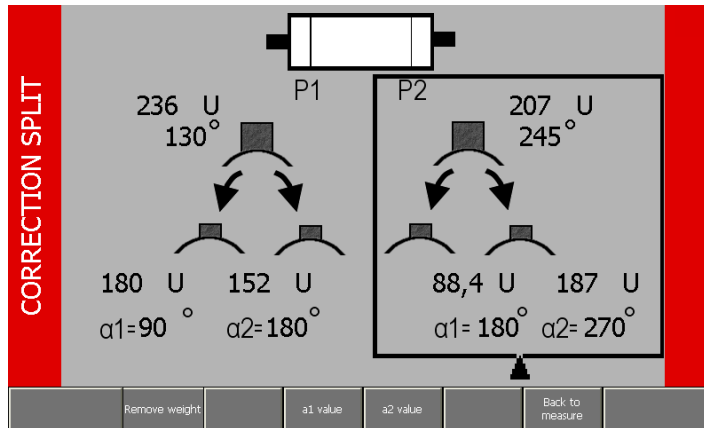 CORRECTION SPLIT
P1 P2
236 U
130°
207 U
245°
180 U 152 U
α1=90° α2=180°
88,4 U 187 U
α1=180° α2=270°
Remove weight
a1 value
a2 value
Back to
measure